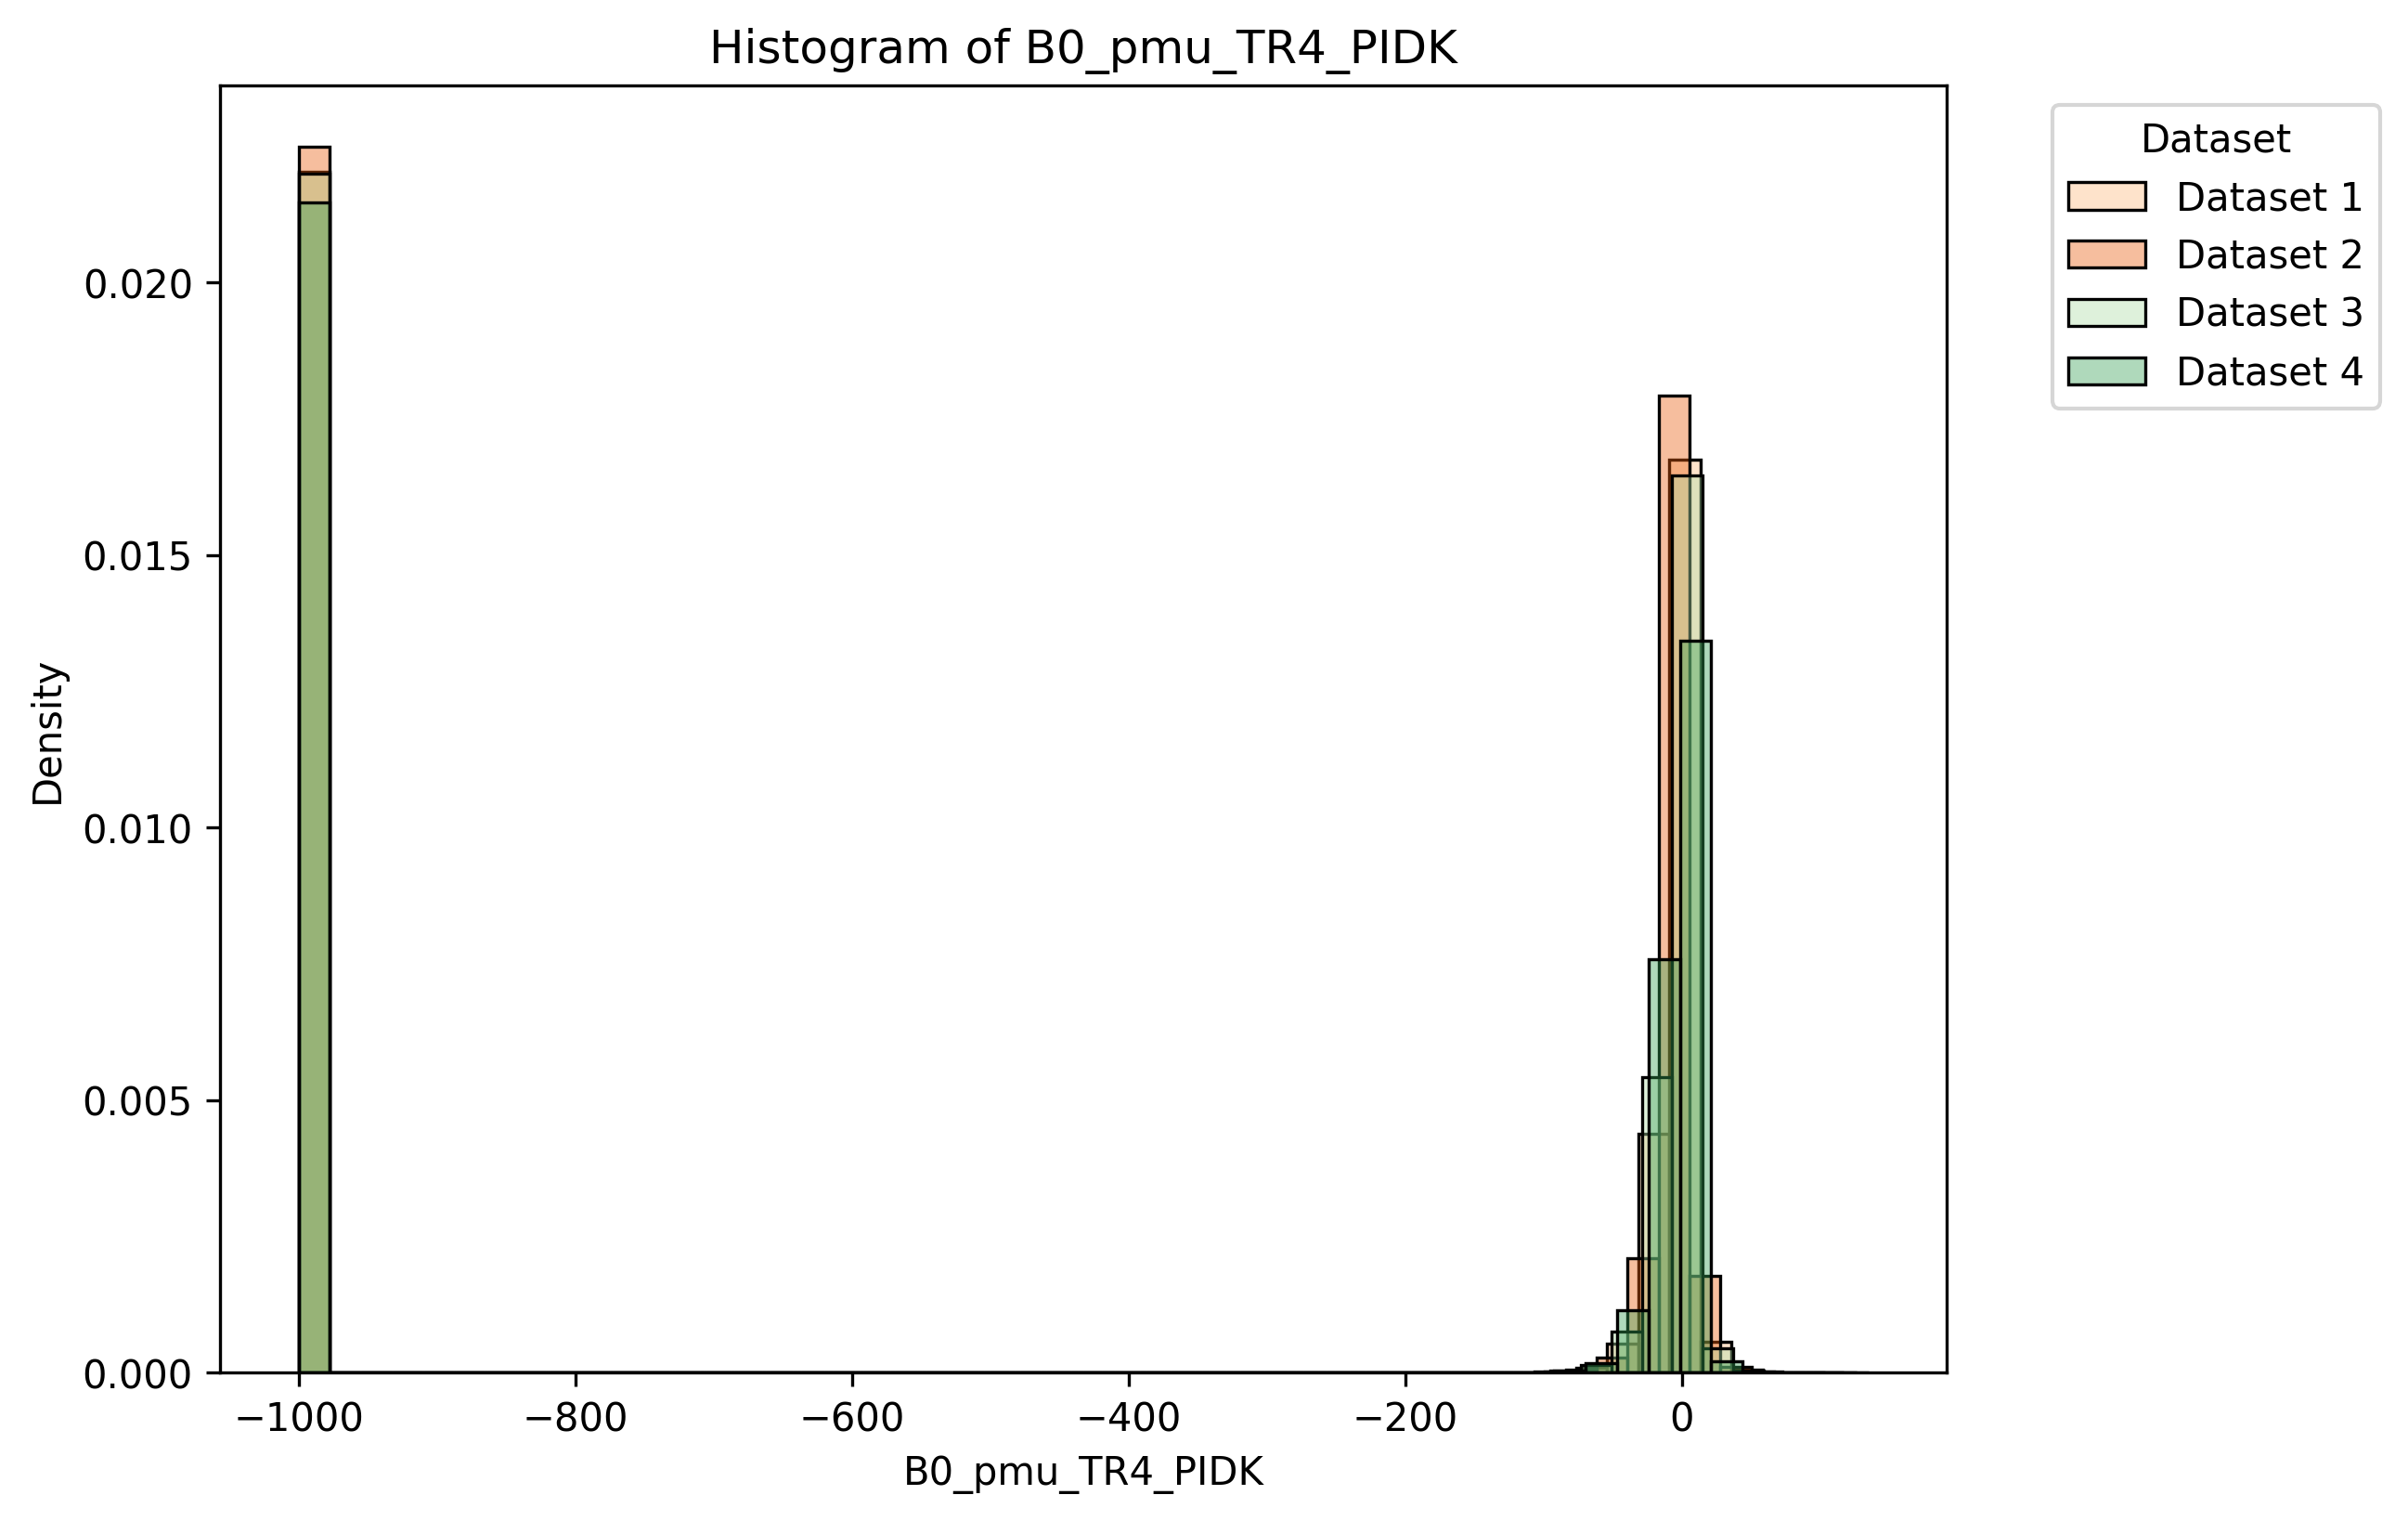 Histogram of B0_pmu_TR4_PIDK
Dataset
Dataset 1
Dataset 2
Dataset 3
Dataset 4
Density
0.020
0.015
0.010
0.005
0.000
−1000
−800
−600
−400
−200
0
B0_pmu_TR4_PIDK